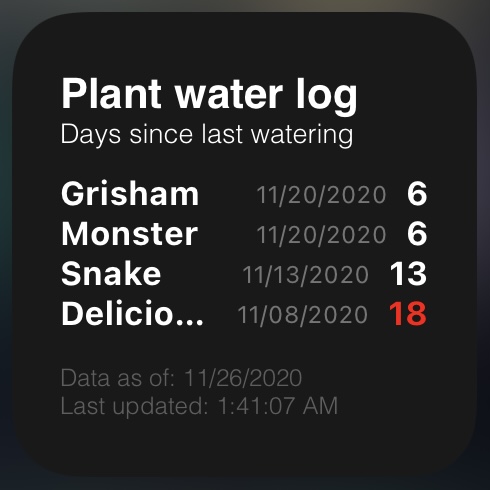 Plant water log
Days since last watering
Grisham 11/20/2020 6
Monster 11/20/2020 6
Snake 11/13/2020 13
Delicio... 11/08/2020 18
Data as of: 11/26/2020
Last updated: 1:41:07 AM